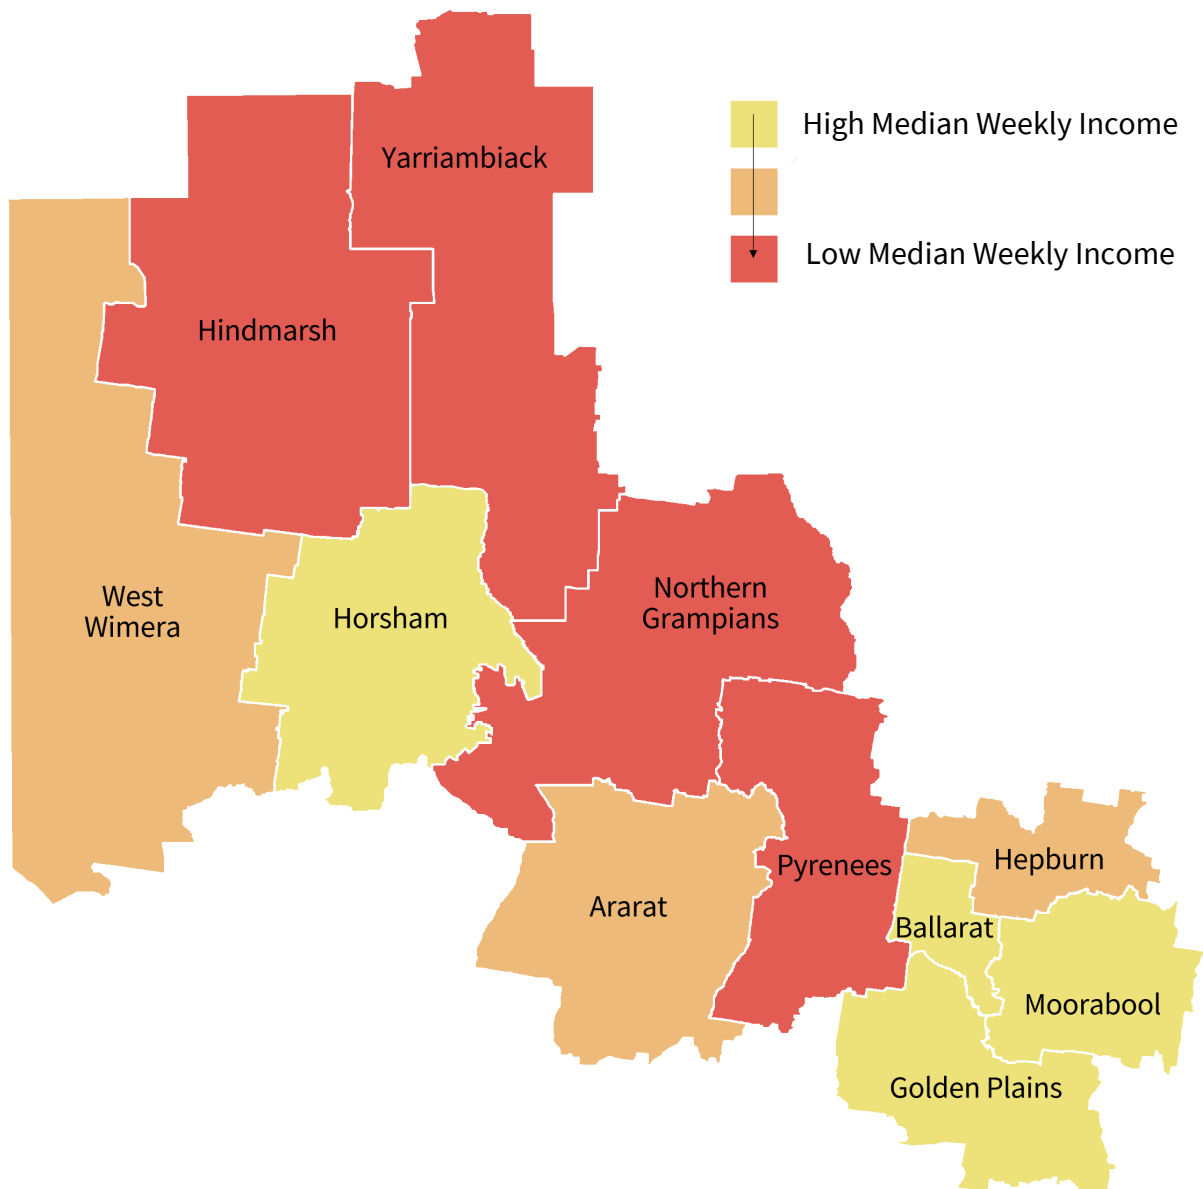 High Median Weekly Income
Low Median Weekly Income
Yarriambiack
Hindmarsh
West
Wimera
Horsham
Northern
Grampians
Pyrenees
Hepburn
Ararat
Ballarat
Moorabool
Golden Plains